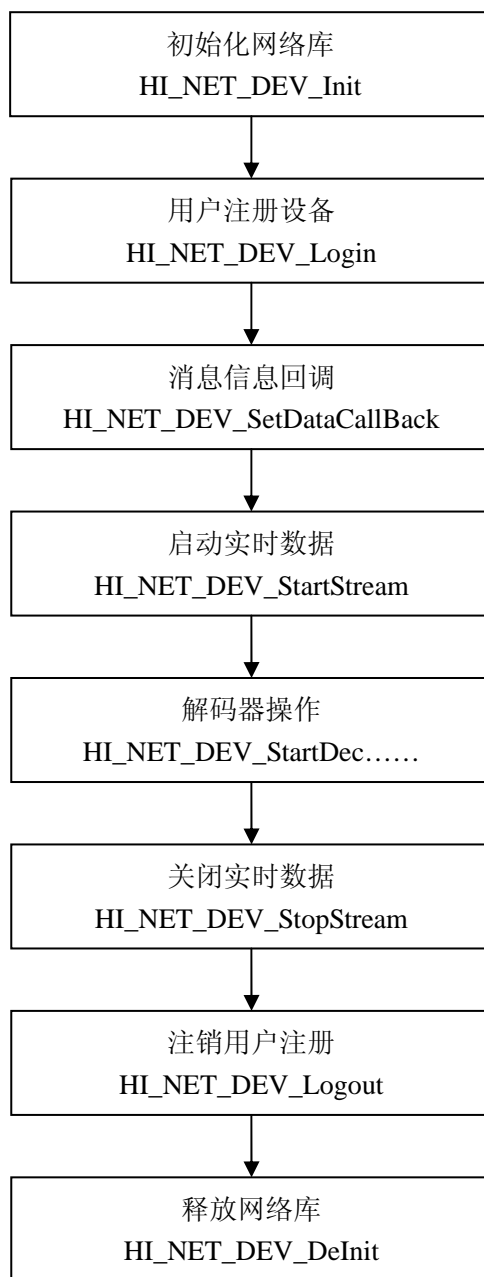 初始化网络库
HI_NET_DEV_Init
用户注册设备
HI_NET_DEV_Login
消息信息回调
HI_NET_DEV_SetDataCallBack
启动实时数据
HI_NET_DEV_StartStream
解码器操作
HI_NET_DEV_StartDec……
关闭实时数据
HI_NET_DEV_StopStream
注销用户注册
HI_NET_DEV_Logout
释放网络库
HI_NET_DEV_DeInit